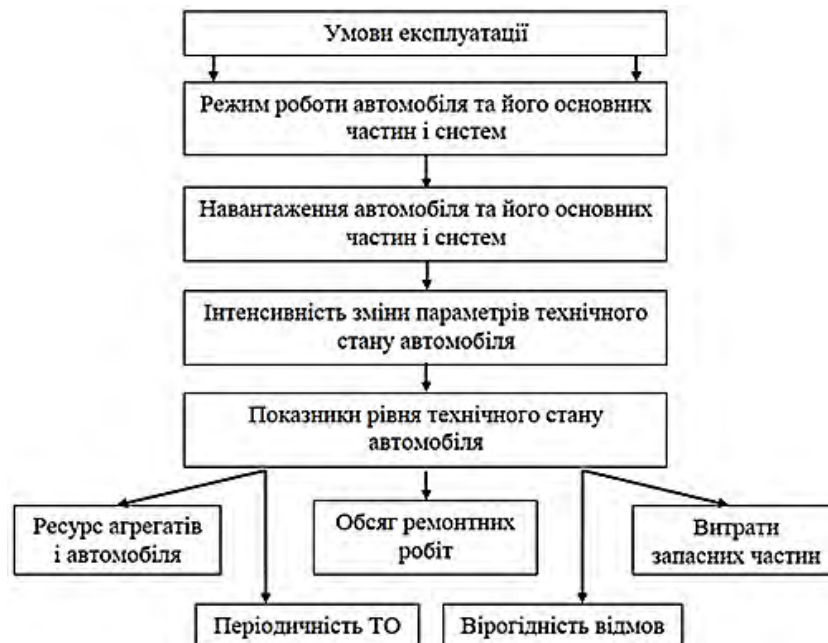 Умови експлуатації
Режим роботи автомобіля та його основних
частин і систем
Навантаження автомобіля та його основних
частин і систем
Інтенсивність зміни параметрів технічного
стану автомобіля
Показники рівня технічного стану
автомобіля
Ресурс агрегатів
і автомобіля
Обсяг ремонтних
робіт
Витрати
запасних частин
Періодичність ТО
Вірогідність відмов